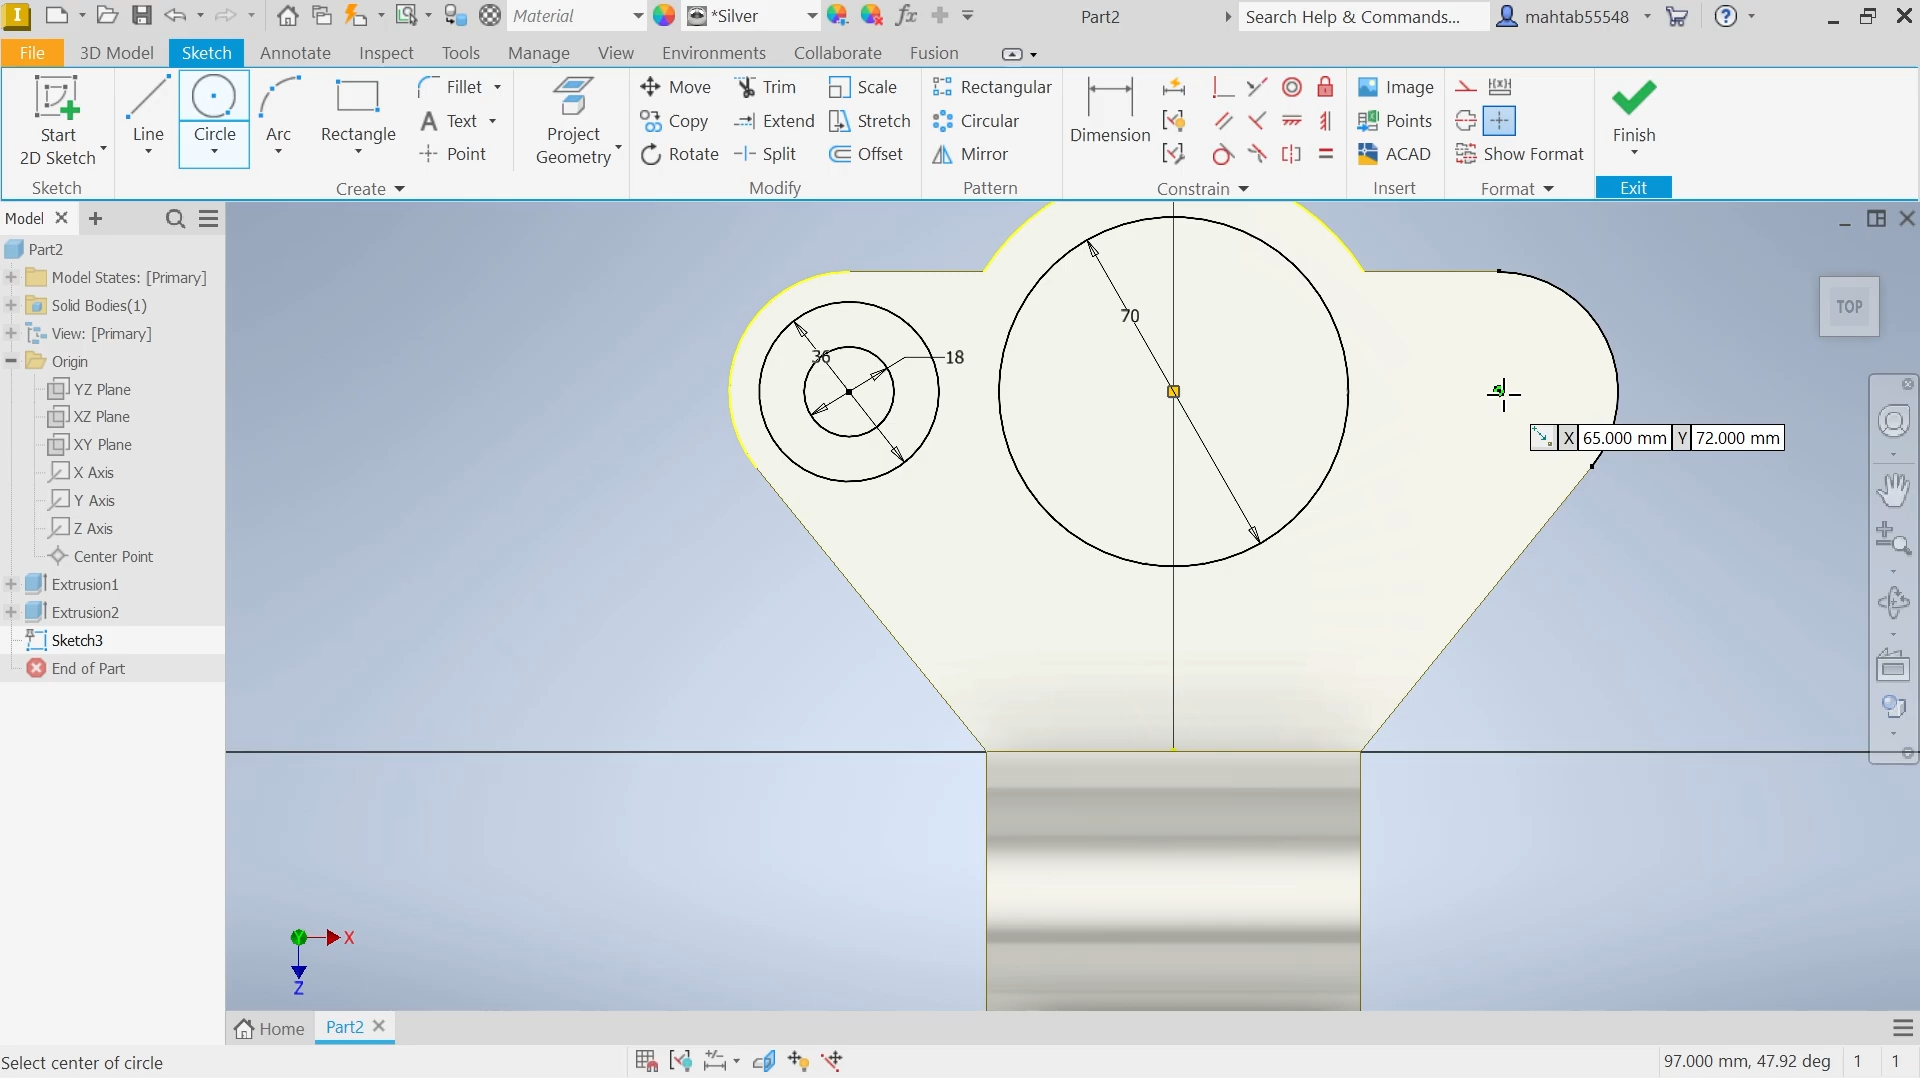 Material
*Silver
Part2
Search Help & Commands...
mahtab55548
File
3D Model
Sketch
Annotate
Inspect
Tools
Manage
View
Environments
Collaborate
Fusion
Start
2D Sketch
Line
Circle
Arc
Rectangle
Fillet
Text
Point
Project
Geometry
Move
Copy
Rotate
Trim
Extend
Split
Scale
Stretch
Offset
Rectangular
Circular
Mirror
Dimension
Image
Points
ACAD
Show Format
Finish
Sketch
Create
Modify
Pattern
Constrain
Insert
Format
Exit
Model
Part2
Model States: [Primary]
Solid Bodies(1)
View: [Primary]
Origin
YZ Plane
XZ Plane
XY Plane
X Axis
Y Axis
Z Axis
Center Point
Extrusion1
Extrusion2
Sketch3
End of Part
70
36
18
X 65.000 mm Y 72.000 mm
TOP
X
Y
Z
Home
Part2
Select center of circle
97.000 mm, 47.92 deg 1 1